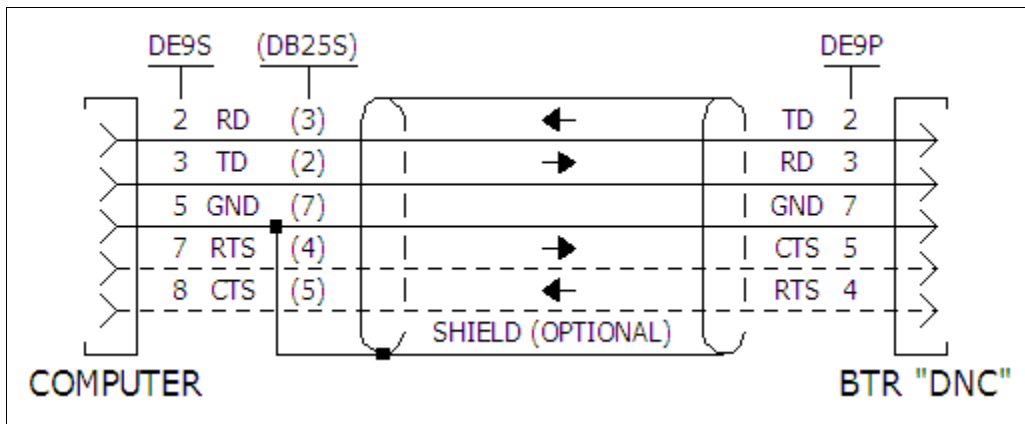 DE9S (DB25S) DE9P
2 RD (3) TD 2
3 TD (2) RD 3
5 GND (7) GND 7
7 RTS (4) CTS 5
8 CTS (5) RTS 4
SHIELD (OPTIONAL)
COMPUTER BTR "DNC"